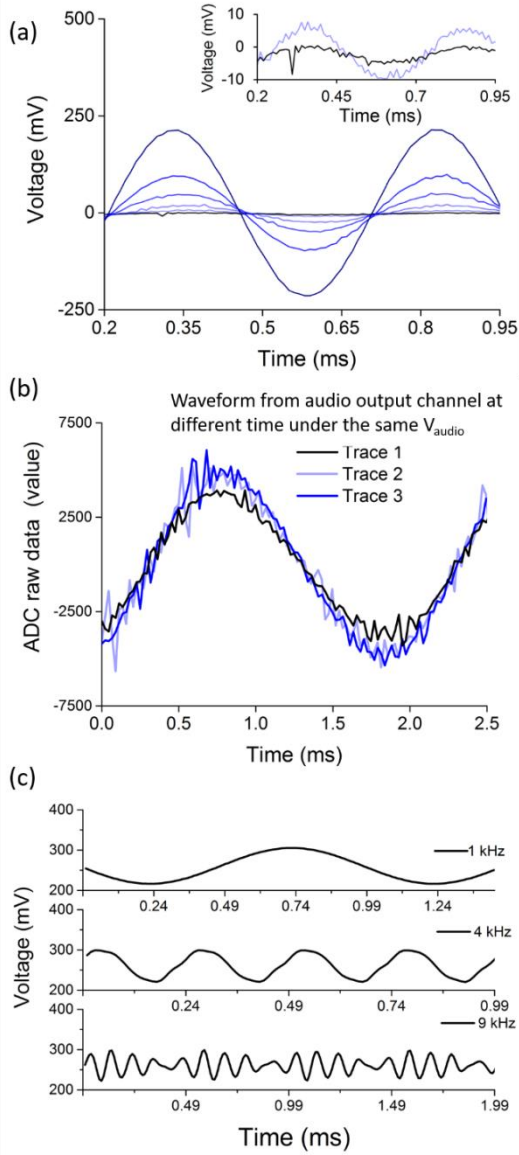 (a)
500
250
0
-250
Voltage (mV)
0.2 0.35 0.5 0.65 0.95
Time (ms)
10
0
-10
Voltage (mV)
0.2 0.45 0.7 0.95
Time (ms)
(b)
Waveform from audio output channel at
different time under the same Vaudio
Trace 1
Trace 2
Trace 3
7500
2500
-2500
-7500
ADC raw data (value)
0.0 0.5 1.0 1.5 2.0 2.5
Time (ms)
(c)
400
300
200
1 kHz
0.24 0.49 0.74 0.99 1.24
400
300
200
4 kHz
0.24 0.49 0.74 0.99
400
300
200
9 kHz
0.49 0.99 1.49 1.99
Voltage (mV)
Time (ms)